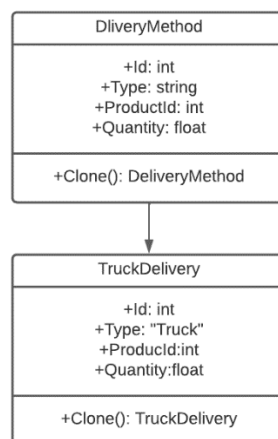 DliveryMethod
+Id: int
+Type: string
+ProductId: int
+Quantity: float
+Clone(): DeliveryMethod
TruckDelivery
+Id: int
+Type: "Truck"
+ProducId:int
+Quantity:float
+Clone(): TruckDelivery